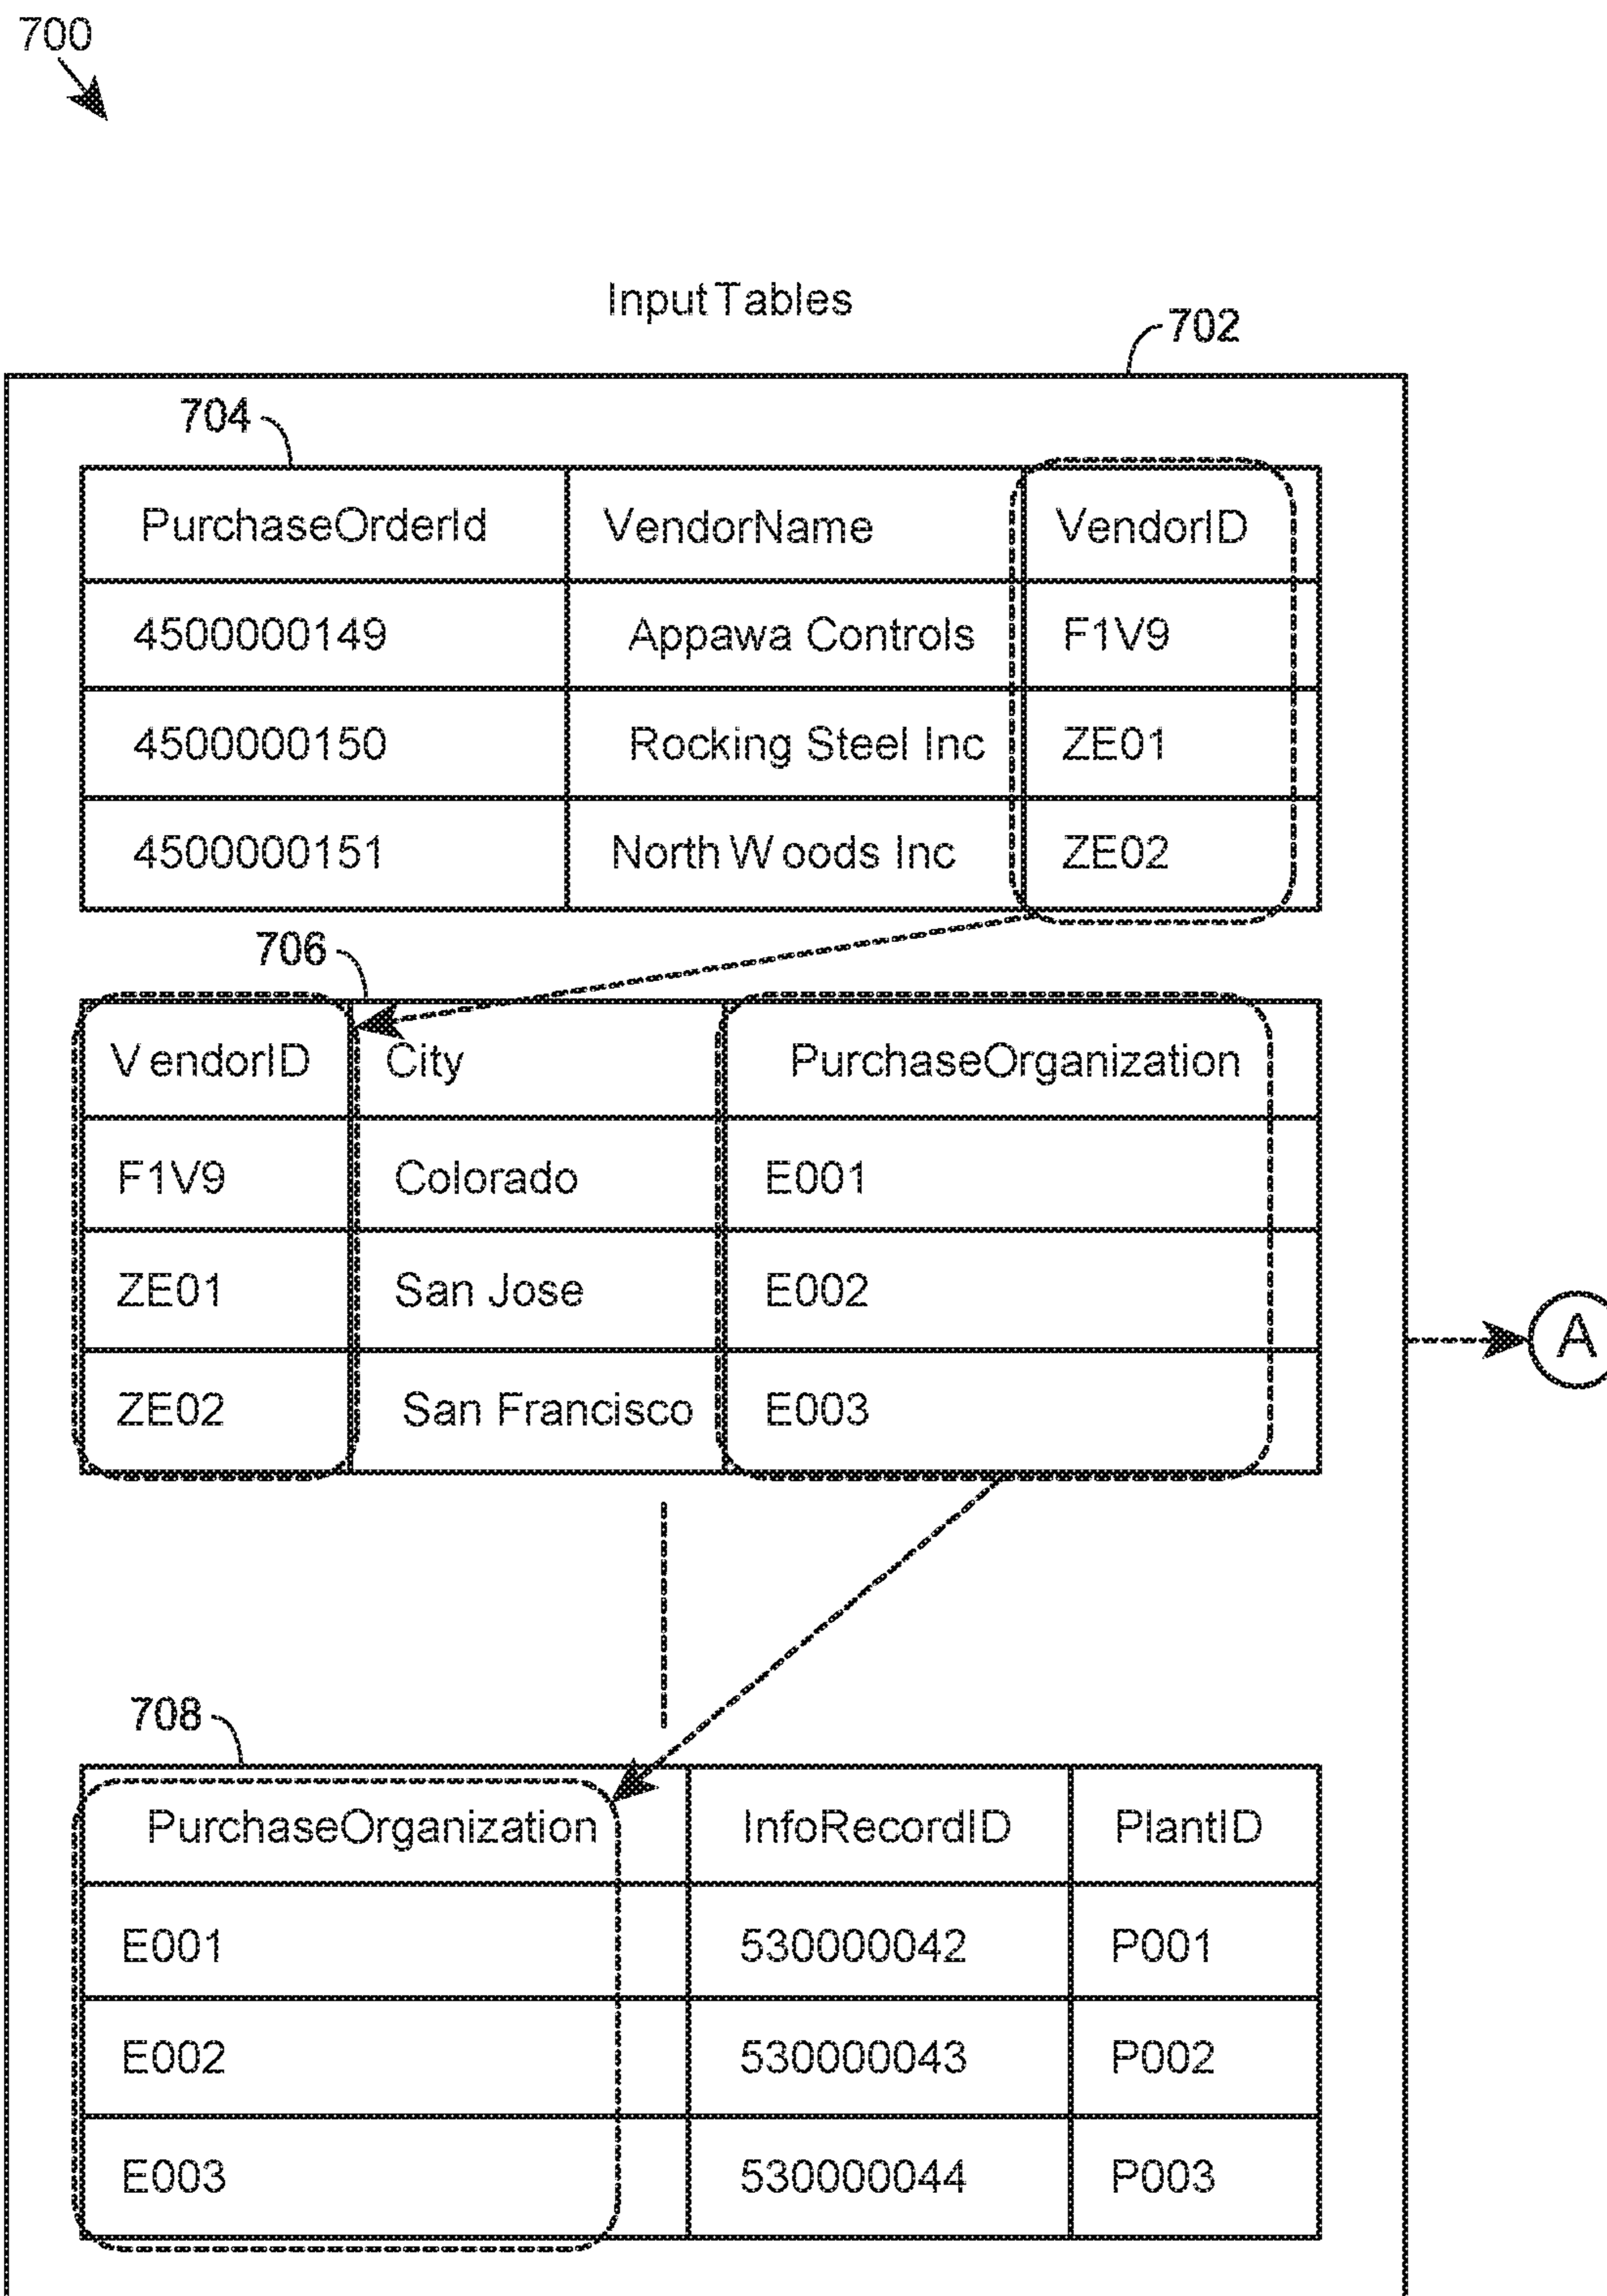 700
Input Tables
702
704
PurchaseOrderId VendorName VendorID
4500000149 Appawa Controls F1V9
4500000150 Rocking Steel Inc ZE01
4500000151 North Woods Inc ZE02
706
VendorID City PurchaseOrganization
F1V9 Colorado E001
ZE01 San Jose E002
A
ZE02 San Francisco E003
708
PurchaseOrganization InfoRecordID PlantID
E001 530000042 P001
E002 530000043 P002
E003 530000044 P003